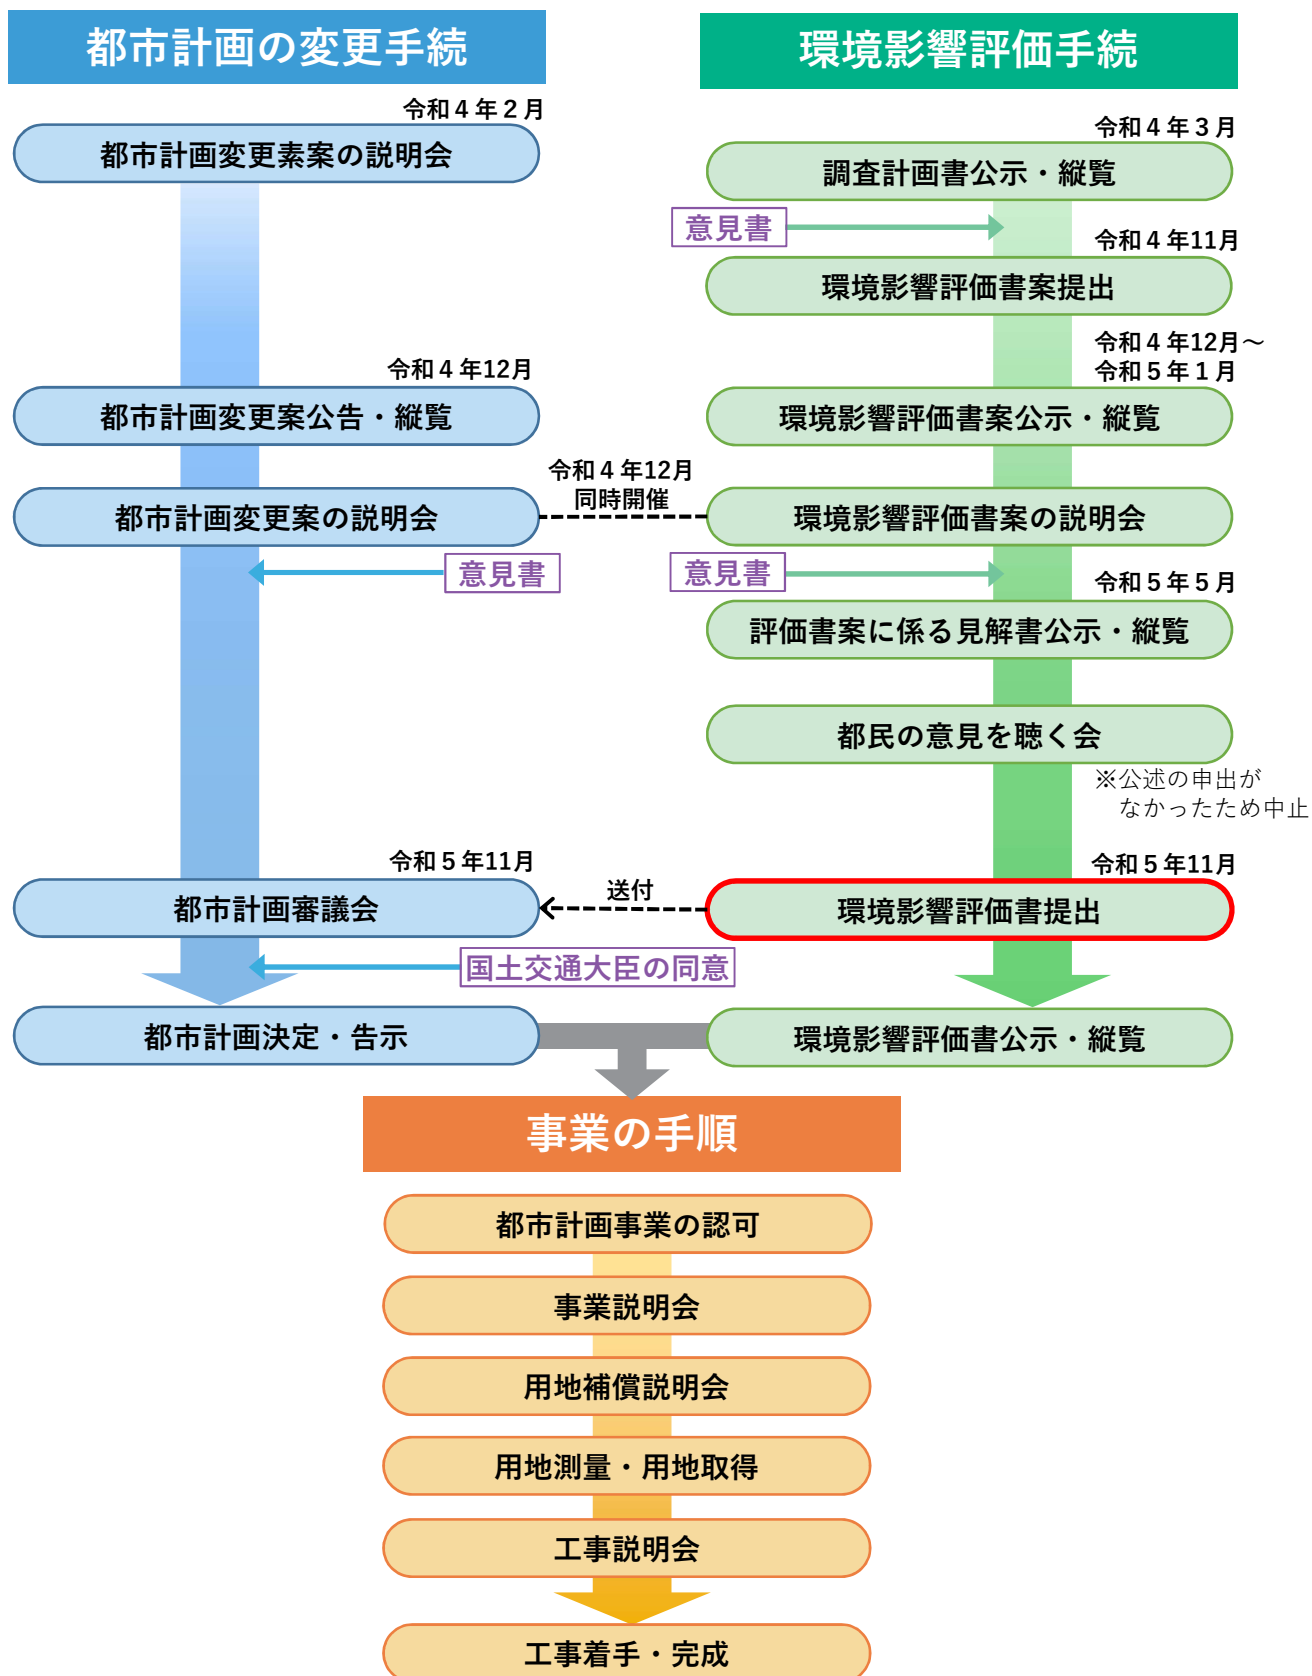 都市計画の変更手続
令和４年２月
都市計画変更素案の説明会
令和４年12月
都市計画変更案公告・縦覧
令和４年12月
同時開催
都市計画変更案の説明会
意見書
令和５年11月
都市計画審議会
送付
国土交通大臣の同意
都市計画決定・告示
環境影響評価手続
令和４年３月
調査計画書公示・縦覧
意見書
令和４年11月
環境影響評価書案提出
令和４年12月～
令和５年１月
環境影響評価書案公示・縦覧
環境影響評価書案の説明会
意見書
令和５年５月
評価書案に係る見解書公示・縦覧
都民の意見を聴く会
※公述の申出が
なかったため中止
令和５年11月
環境影響評価書提出
環境影響評価書公示・縦覧
事業の手順
都市計画事業の認可
事業説明会
用地補償説明会
用地測量・用地取得
工事説明会
工事着手・完成